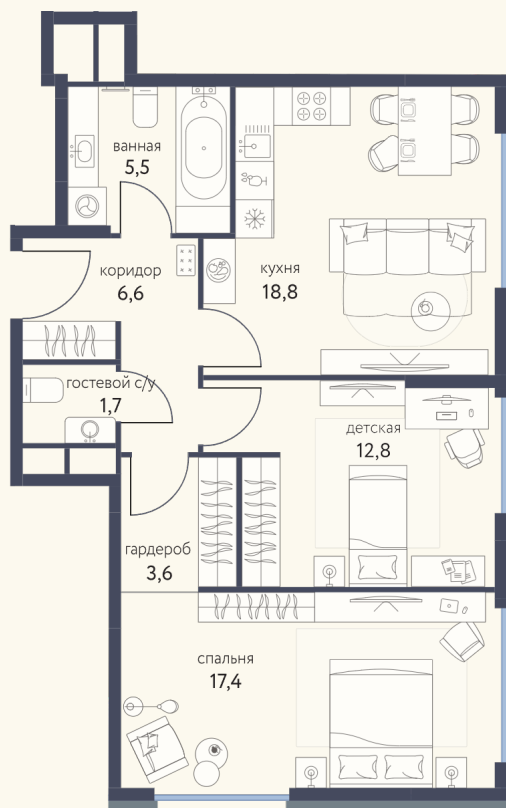 ванная
5,5
коридор
6,6
кухня
18,8
гостевой с/у
1,7
детская
12,8
гардероб
3,6
спальня
17,4